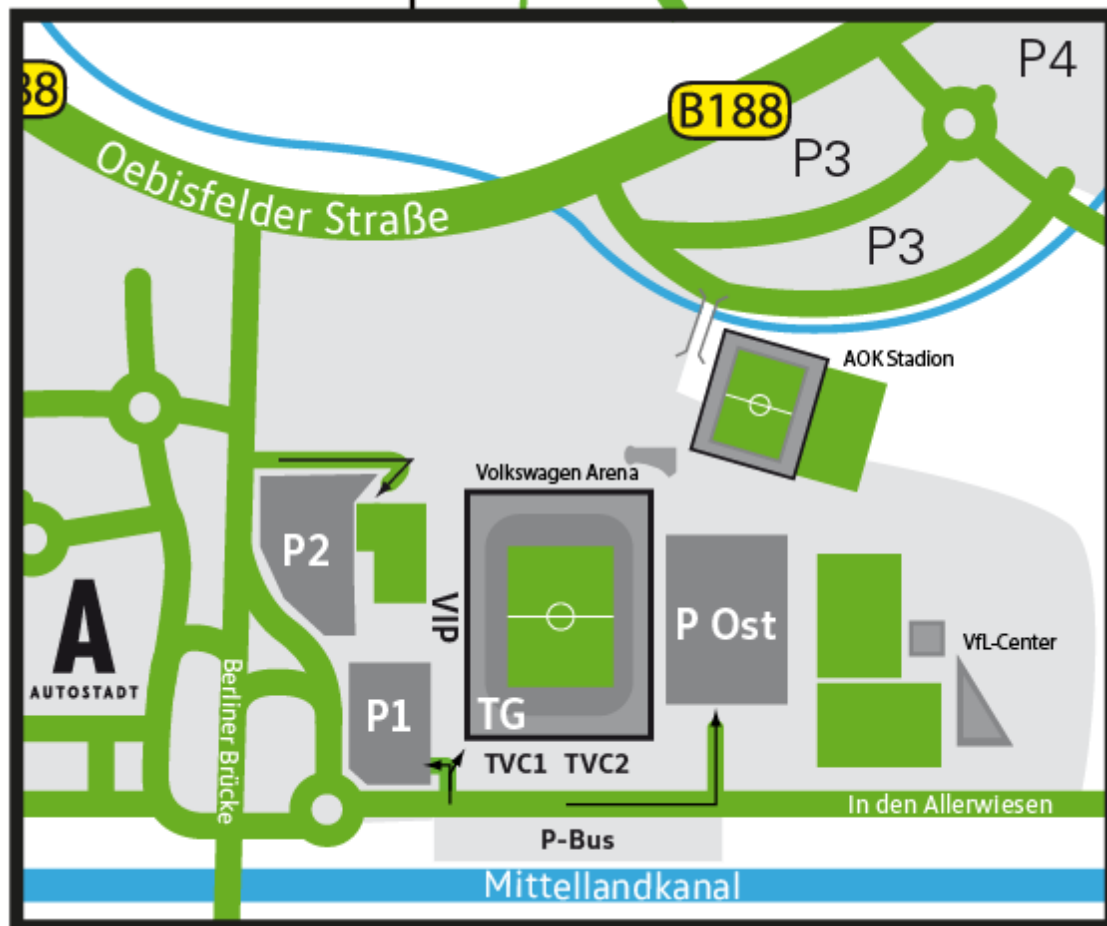 P4
88
B188
P3
Oebisfelder Straße
P3
AOK Stadion
Volkswagen Arena
P2
VIP
P Ost
VfL-Center
A
AUTOSTADT
Berliner Brücke
P1
TG
TVC1 TVC2
In den Allerwiesen
P-Bus
Mittellandkanal